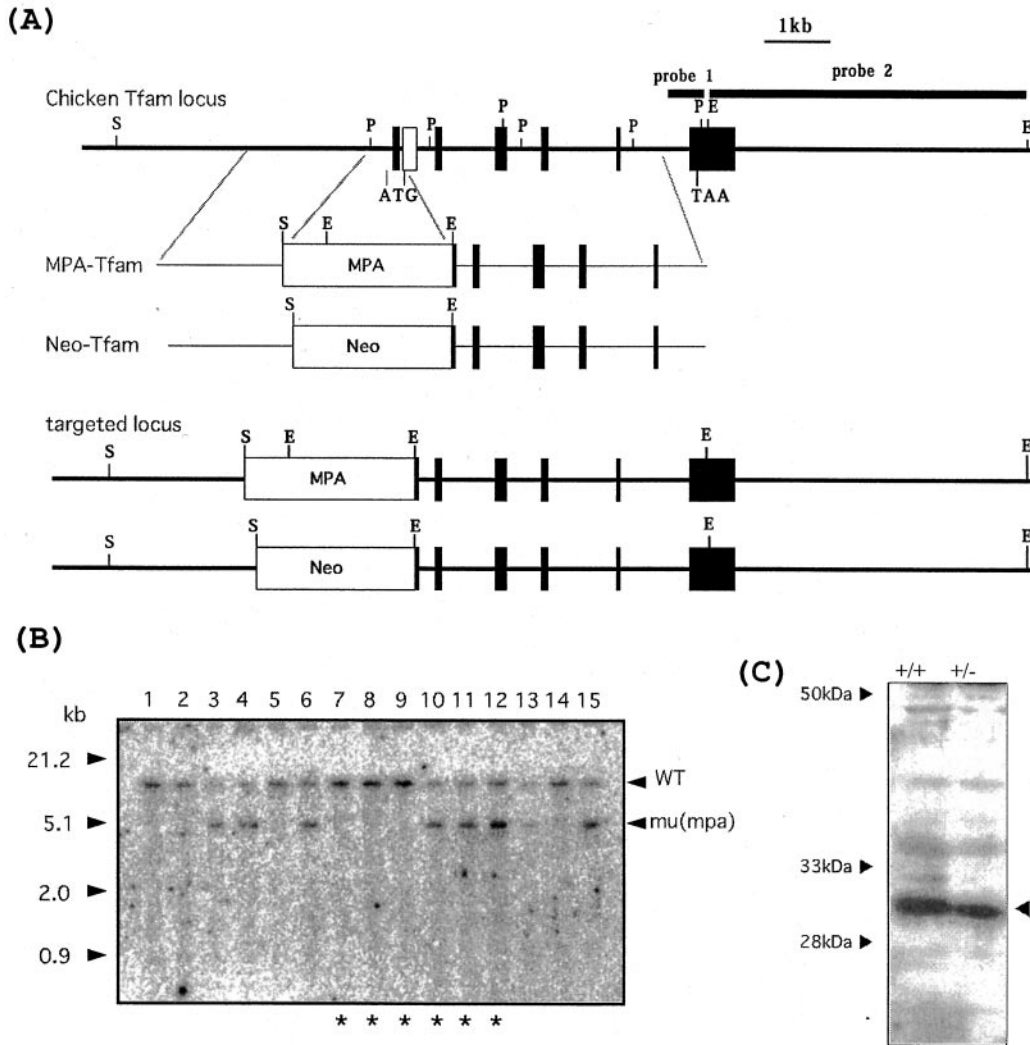 (A)
1kb
probe 1
probe 2
Chicken Tfam locus
S P P P P P P E E
ATG
TAA
S E E
MPA-Tfam
MPA
S E
Neo-Tfam
Neo
targeted locus
S S E E E E
MPA
S S E E E
Neo
(B)
kb 1 2 3 4 5 6 7 8 9 10 11 12 13 14 15
21.2
WT
5.1
mu(mpa)
2.0
0.9
* * * * * *
(C)
+/+ +/-
50kDa
33kDa
28kDa